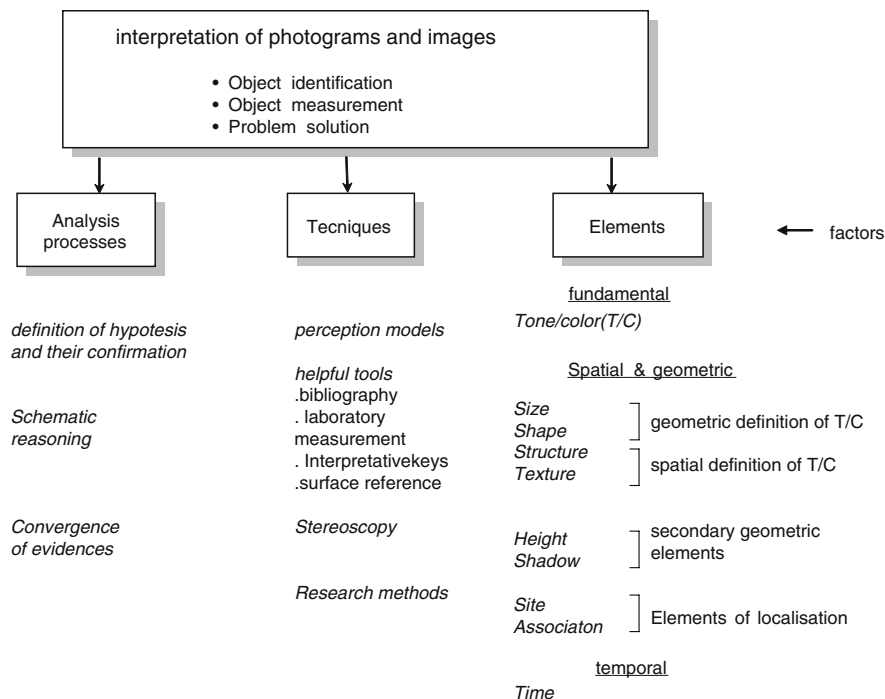 interpretation of photograms and images
• Object identification
• Object measurement
• Problem solution
Analysis
processes
Tecniques
Elements
factors
definition of hypotesis
and their confirmation
Schematic
reasoning
Convergence
of evidences
perception models
helpful tools
.bibliography
. laboratory
measurement
. Interpretativekeys
.surface reference
Stereoscopy
Research methods
fundamental
Tone/color(T/C)
Spatial & geometric
Size
Shape
geometric definition of T/C
Structure
Texture
spatial definition of T/C
Height
Shadow
secondary geometric
elements
Site
Associaton
Elements of localisation
temporal
Time